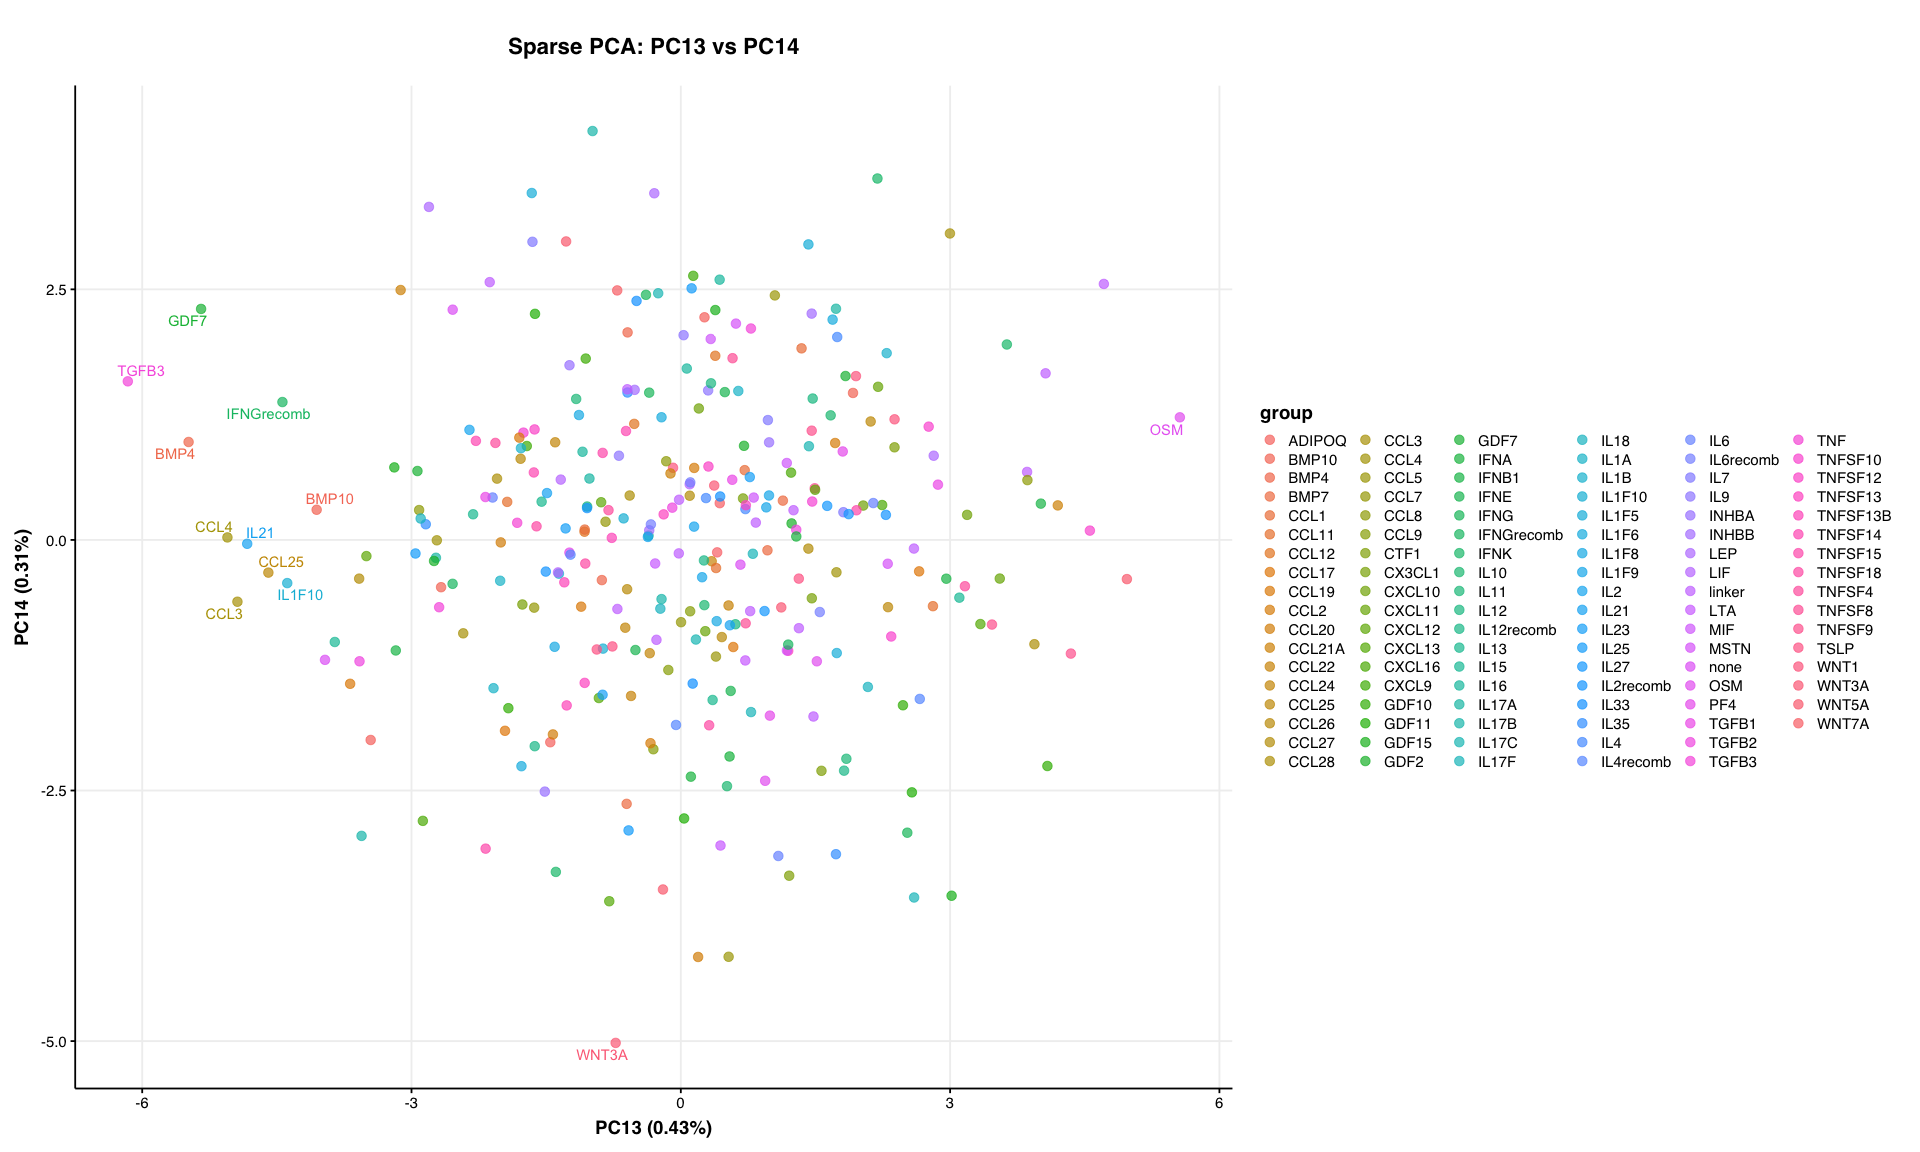 Sparse PCA: PC13 vs PC14
PC14 (0.31%)
2.5
0.0
-2.5
-5.0
GDF7
TGFB3
IFNGrecomb
OSM
BMP4
BMP10
CCL4
IL21
CCL25
IL1F10
CCL3
WNT3A
-6
-3
0
3
6
PC13 (0.43%)
group
ADIPOQ
BMP10
BMP4
BMP7
CCL1
CCL11
CCL12
CCL17
CCL19
CCL2
CCL20
CCL21A
CCL22
CCL24
CCL25
CCL26
CCL27
CCL28
CCL3
CCL4
CCL5
CCL7
CCL8
CCL9
CTF1
CX3CL1
CXCL10
CXCL11
CXCL12
CXCL13
CXCL16
CXCL9
GDF10
GDF11
GDF15
GDF2
GDF7
IFNA
IFNB1
IFNE
IFNG
IFNGrecomb
IFNK
IL10
IL11
IL12
IL12recomb
IL13
IL15
IL16
IL17A
IL17B
IL17C
IL17F
IL18
IL1A
IL1B
IL1F10
IL1F5
IL1F6
IL1F8
IL1F9
IL2
IL21
IL23
IL25
IL27
IL2recomb
IL33
IL35
IL4
IL4recomb
IL6
IL6recomb
IL7
IL9
INHBA
INHBB
LEP
LIF
linker
LTA
MIF
MSTN
none
OSM
PF4
TGFB1
TGFB2
TGFB3
TNF
TNFSF10
TNFSF12
TNFSF13
TNFSF13B
TNFSF14
TNFSF15
TNFSF18
TNFSF4
TNFSF8
TNFSF9
TSLP
WNT1
WNT3A
WNT5A
WNT7A